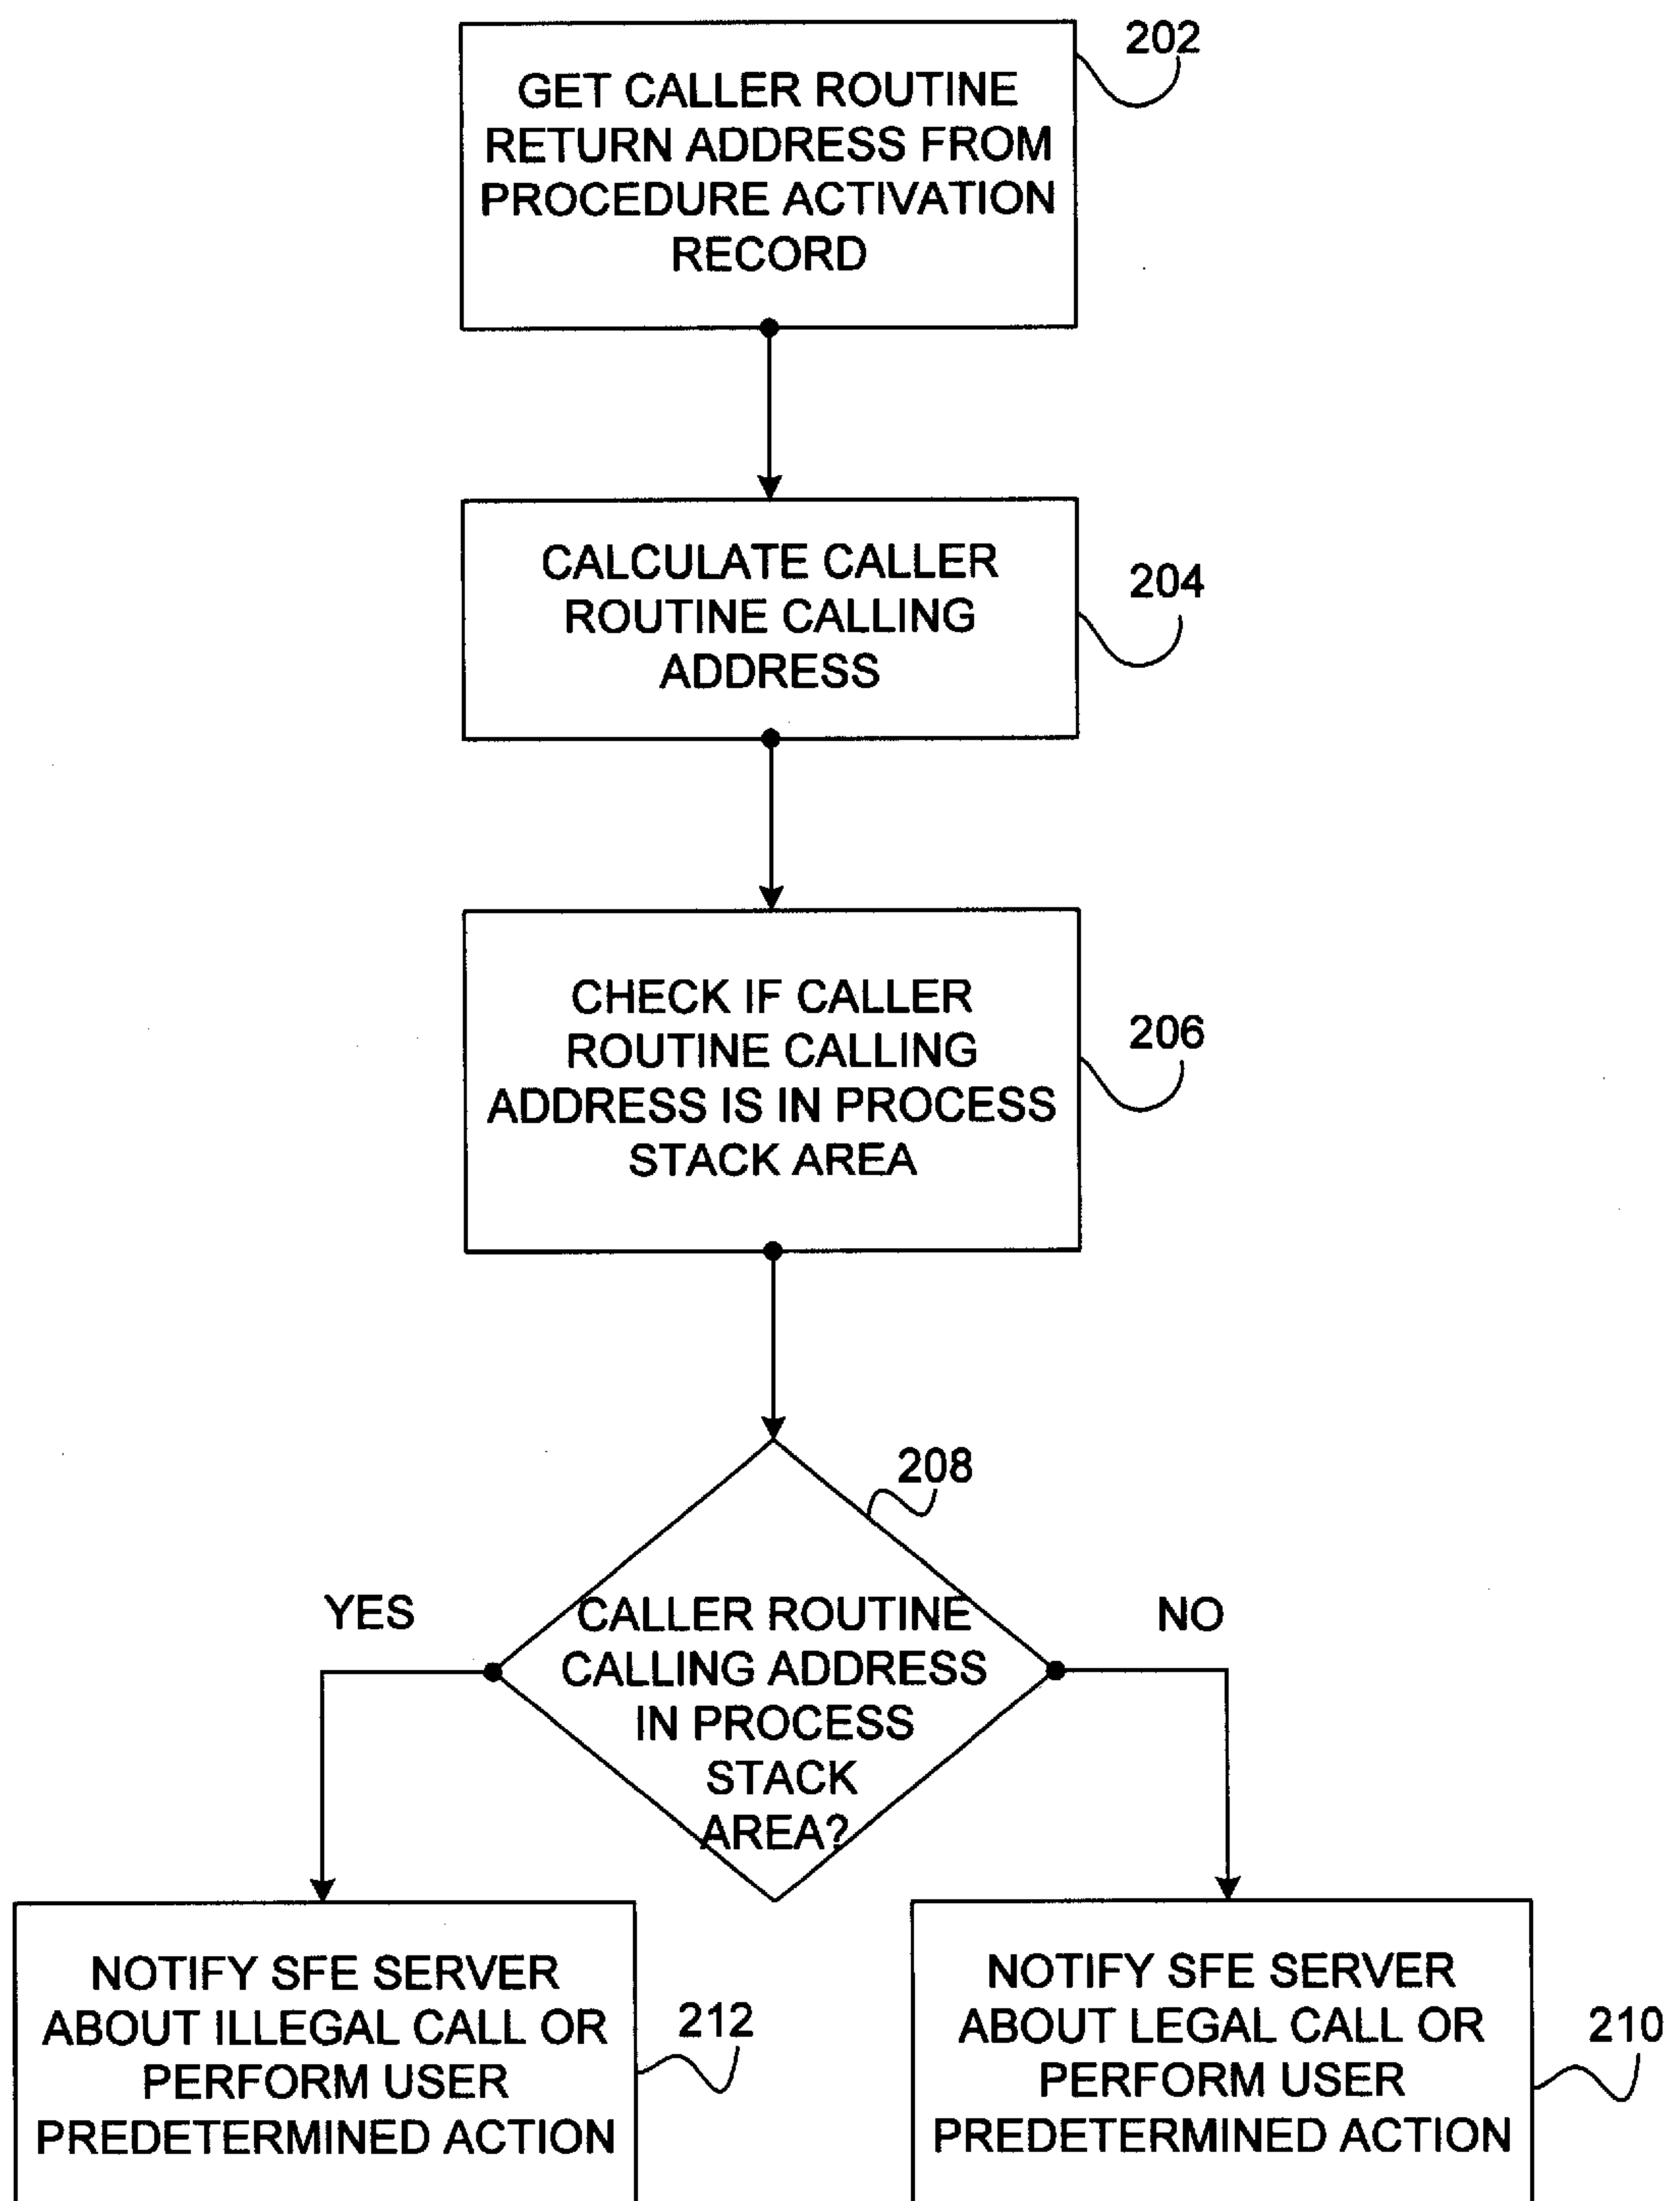 202
GET CALLER ROUTINE
RETURN ADDRESS FROM
PROCEDURE ACTIVATION
RECORD
CALCULATE CALLER
ROUTINE CALLING
ADDRESS
204
CHECK IF CALLER
ROUTINE CALLING
ADDRESS IS IN PROCESS
STACK AREA
206
208
YES
NO
CALLER ROUTINE
CALLING ADDRESS
IN PROCESS
STACK
AREA?
NOTIFY SFE SERVER
ABOUT ILLEGAL CALL OR
PERFORM USER
PREDETERMINED ACTION
212
NOTIFY SFE SERVER
ABOUT LEGAL CALL OR
PERFORM USER
PREDETERMINED ACTION
210